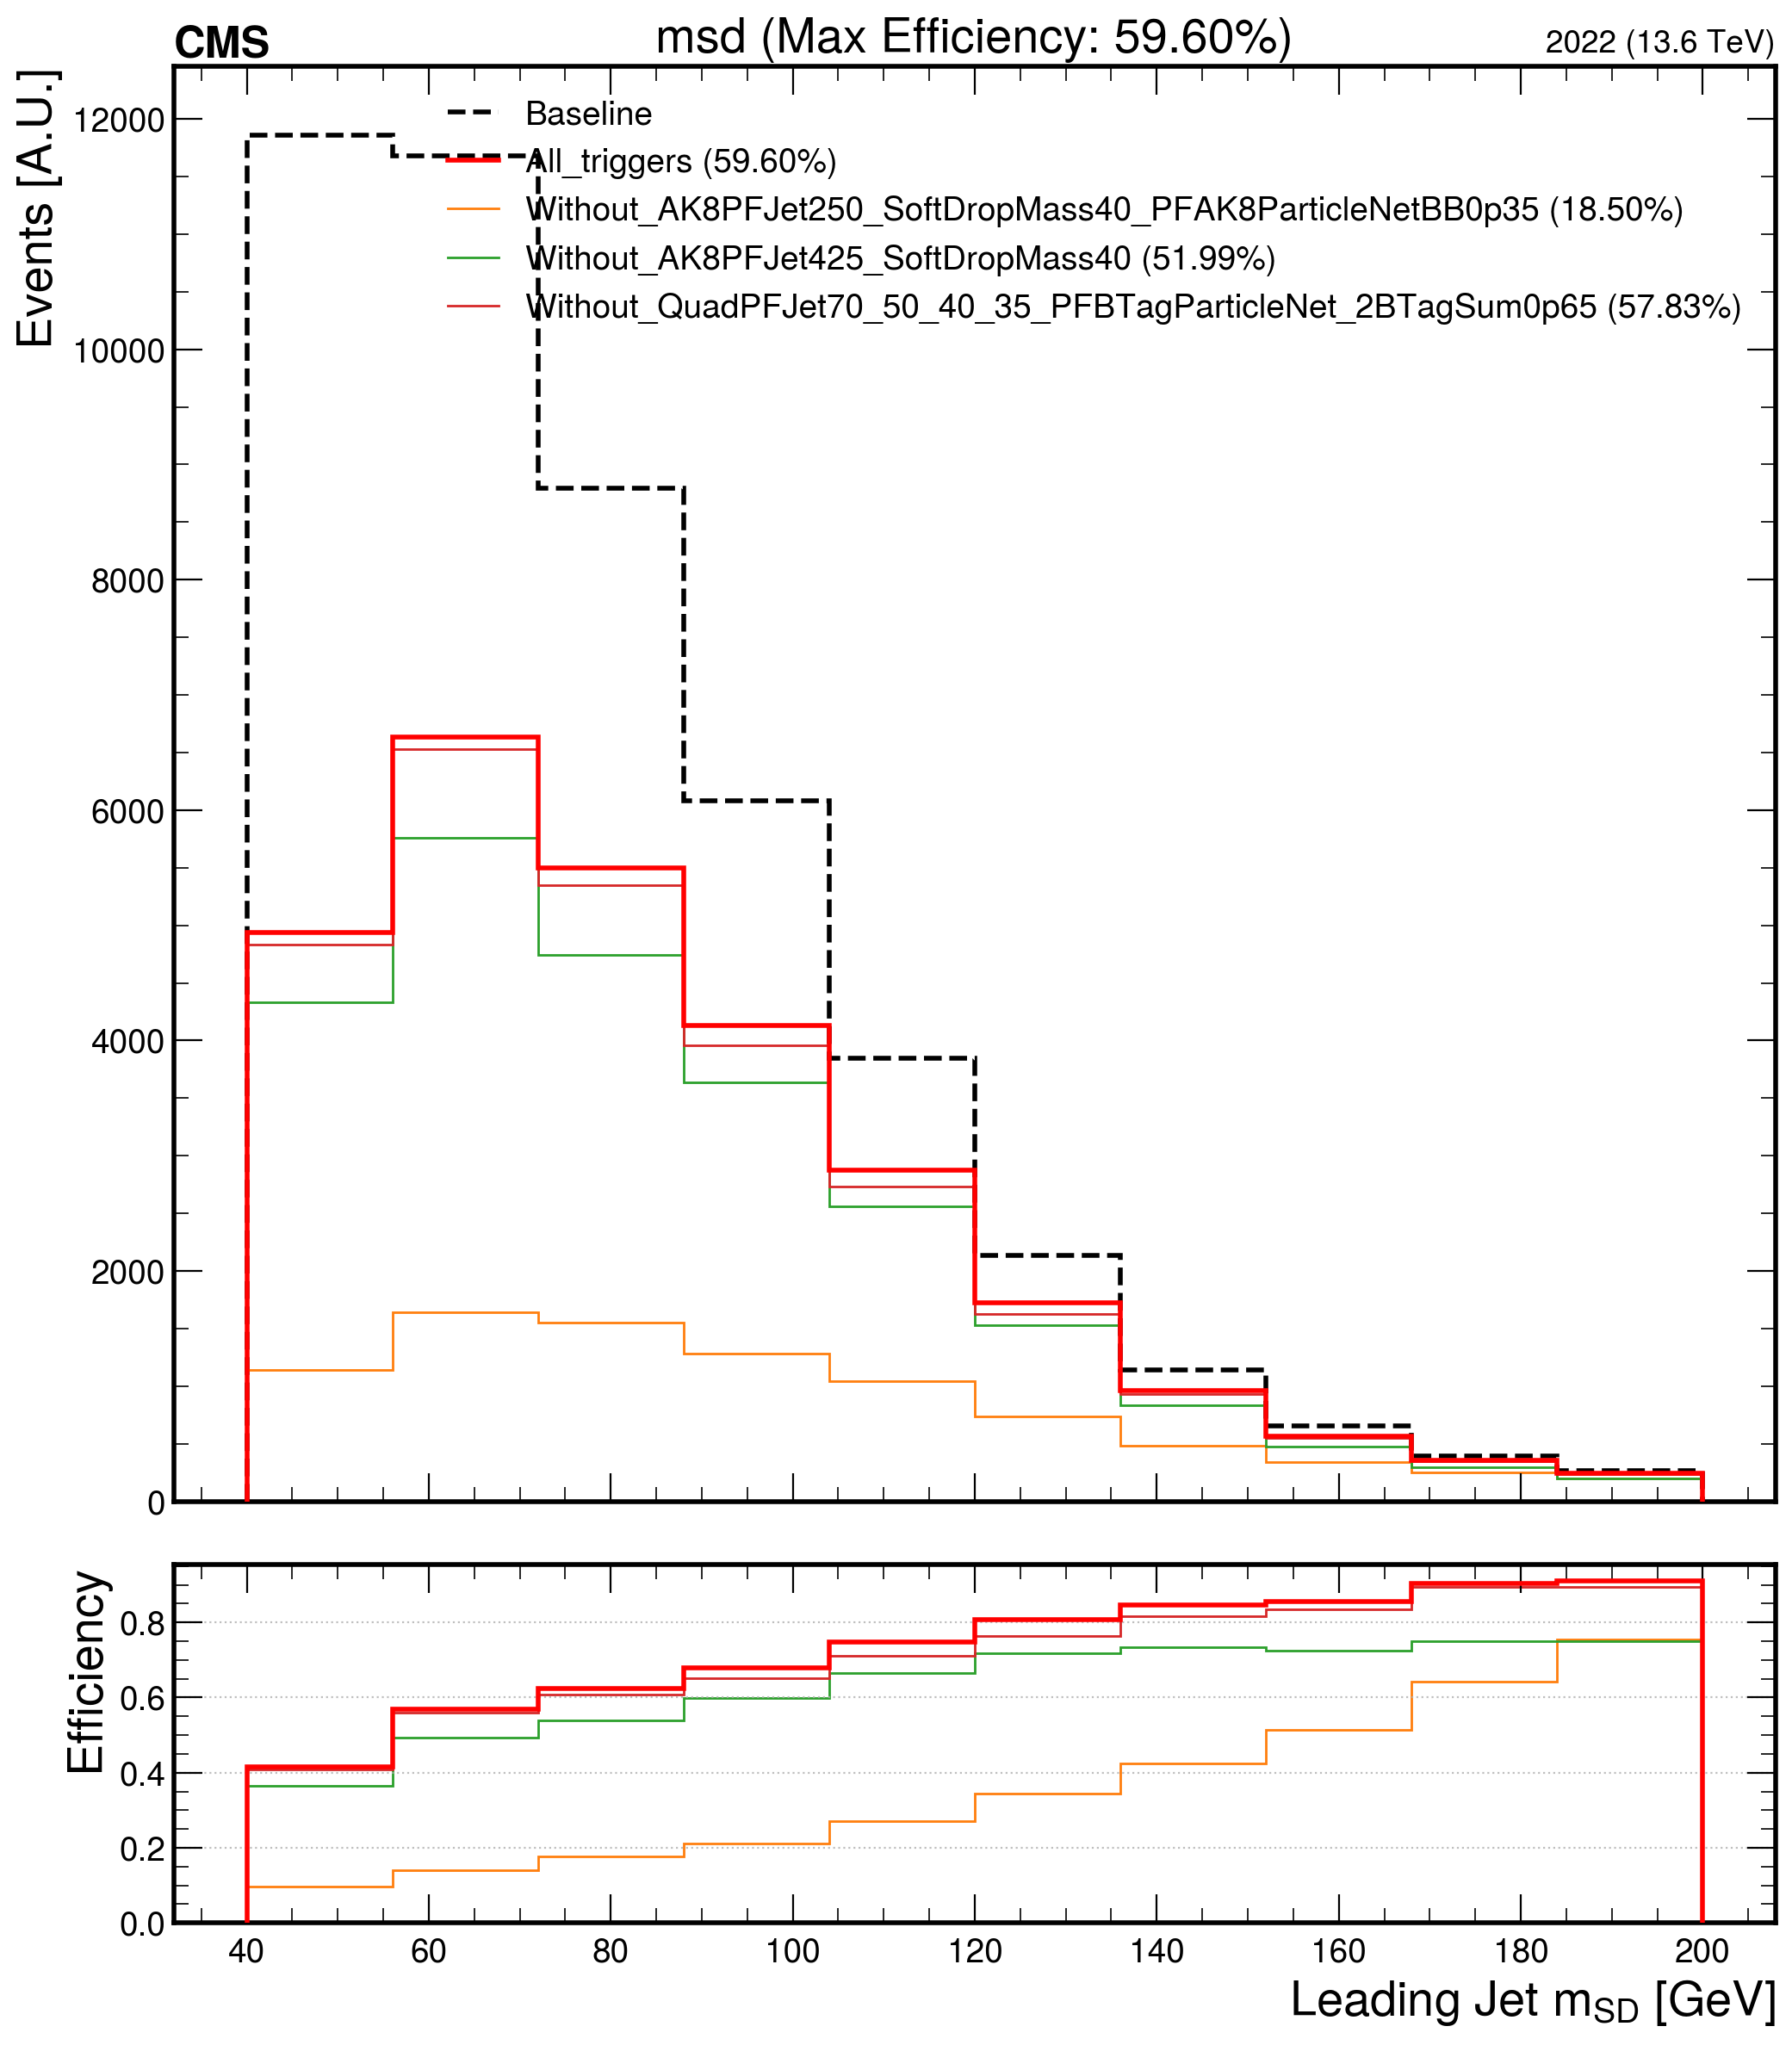 CMS msd (Max Efficiency: 59.60%) 2022 (13.6 TeV)
Events [A.U.]
12000
10000
8000
6000
4000
2000
0
Baseline
All_triggers (59.60%)
Without_AK8PFJet250_SoftDropMass40_PFAK8ParticleNetBB0p35 (18.50%)
Without_AK8PFJet425_SoftDropMass40 (51.99%)
Without_QuadPFJet70_50_40_35_PFBTagParticleNet_2BTagSum0p65 (57.83%)
Efficiency
0.8
0.6
0.4
0.2
0.0
40 60 80 100 120 140 160 180 200
Leading Jet mSD [GeV]